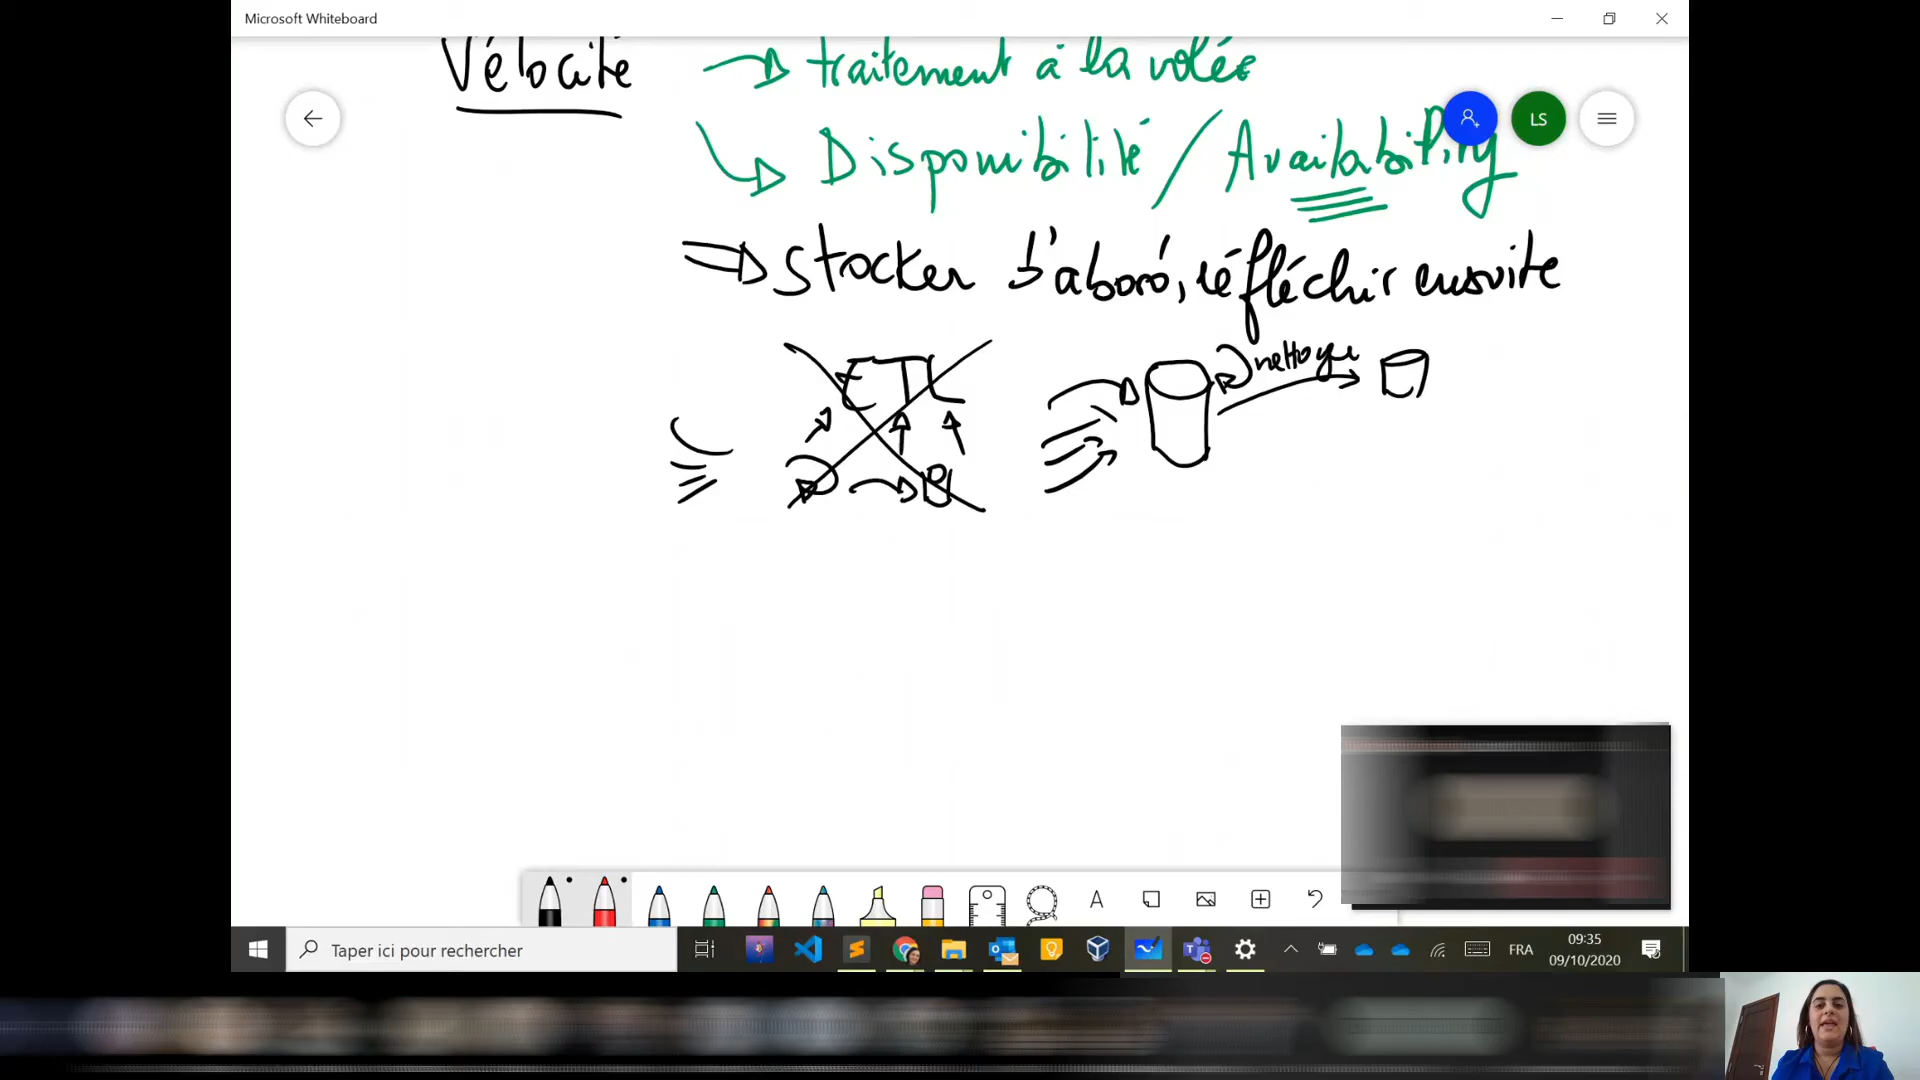 Microsoft Whiteboard
Vélocité → traitement à la volée
LS
Disponibilité / Availability
⇒ Stocker d'abord, réfléchir ensuite
ETL
nettoyer
A
Taper ici pour rechercher
FRA
09:35
09/10/2020